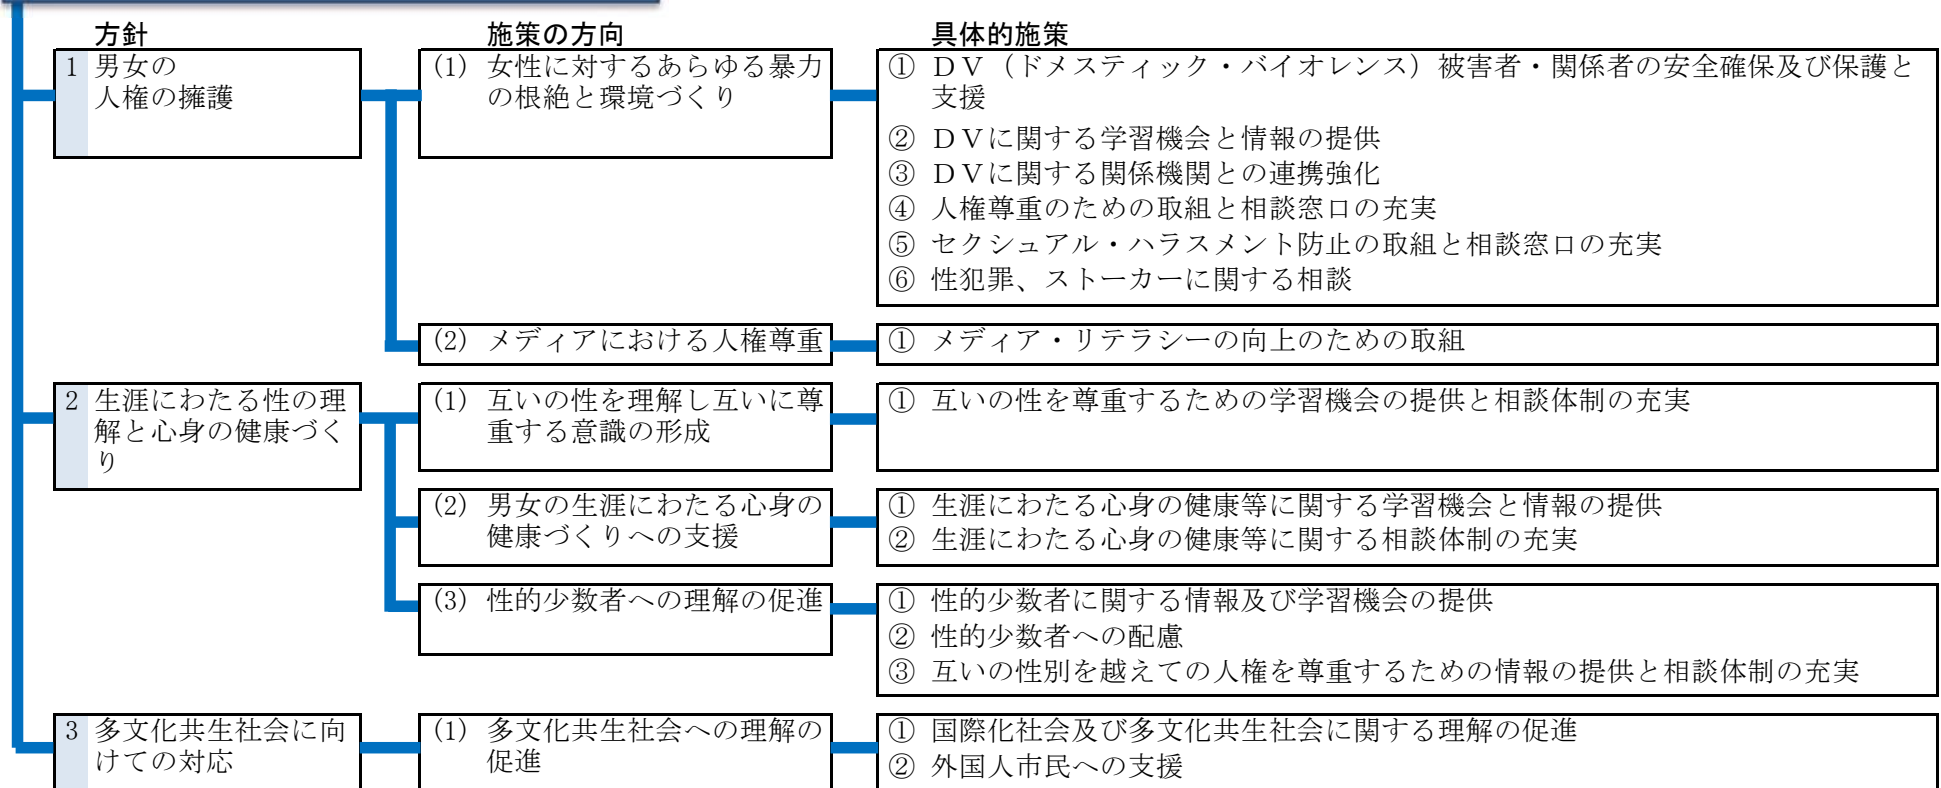 方針 施策の方向 具体的施策
1 男女の
人権の擁護
(1) 女性に対するあらゆる暴力
の根絶と環境づくり
① ＤＶ（ドメスティック・バイオレンス）被害者・関係者の安全確保及び保護と
支援
② ＤＶに関する学習機会と情報の提供
③ ＤＶに関する関係機関との連携強化
④ 人権尊重のための取組と相談窓口の充実
⑤ セクシュアル・ハラスメント防止の取組と相談窓口の充実
⑥ 性犯罪、ストーカーに関する相談
(2) メディアにおける人権尊重
① メディア・リテラシーの向上のための取組
2 生涯にわたる性の理
解と心身の健康づく
り
(1) 互いの性を理解し互いに尊
重する意識の形成
① 互いの性を尊重するための学習機会の提供と相談体制の充実
(2) 男女の生涯にわたる心身の
健康づくりへの支援
① 生涯にわたる心身の健康等に関する学習機会と情報の提供
② 生涯にわたる心身の健康等に関する相談体制の充実
(3) 性的少数者への理解の促進
① 性的少数者に関する情報及び学習機会の提供
② 性的少数者への配慮
③ 互いの性別を越えての人権を尊重するための情報の提供と相談体制の充実
3 多文化共生社会に向
けての対応
(1) 多文化共生社会への理解の
促進
① 国際化社会及び多文化共生社会に関する理解の促進
② 外国人市民への支援